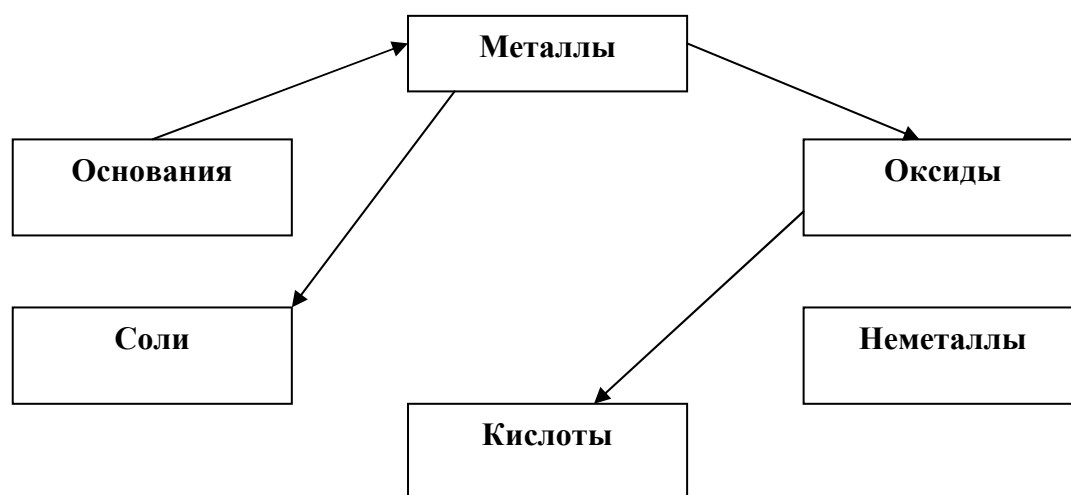 Металлы
Основания
Оксиды
Соли
Неметаллы
Кислоты